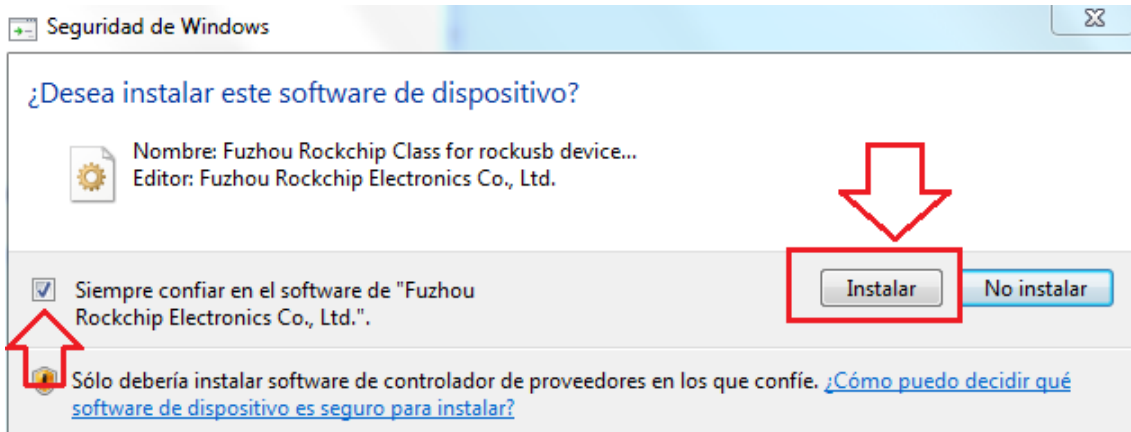 Seguridad de Windows
¿Desea instalar este software de dispositivo?
Nombre: Fuzhou Rockchip Class for rockusb device...
Editor: Fuzhou Rockchip Electronics Co., Ltd.
Siempre confiar en el software de "Fuzhou
Rockchip Electronics Co., Ltd.".
Instalar
No instalar
Sólo debería instalar software de controlador de proveedores en los que confíe. ¿Cómo puedo decidir qué
software de dispositivo es seguro para instalar?